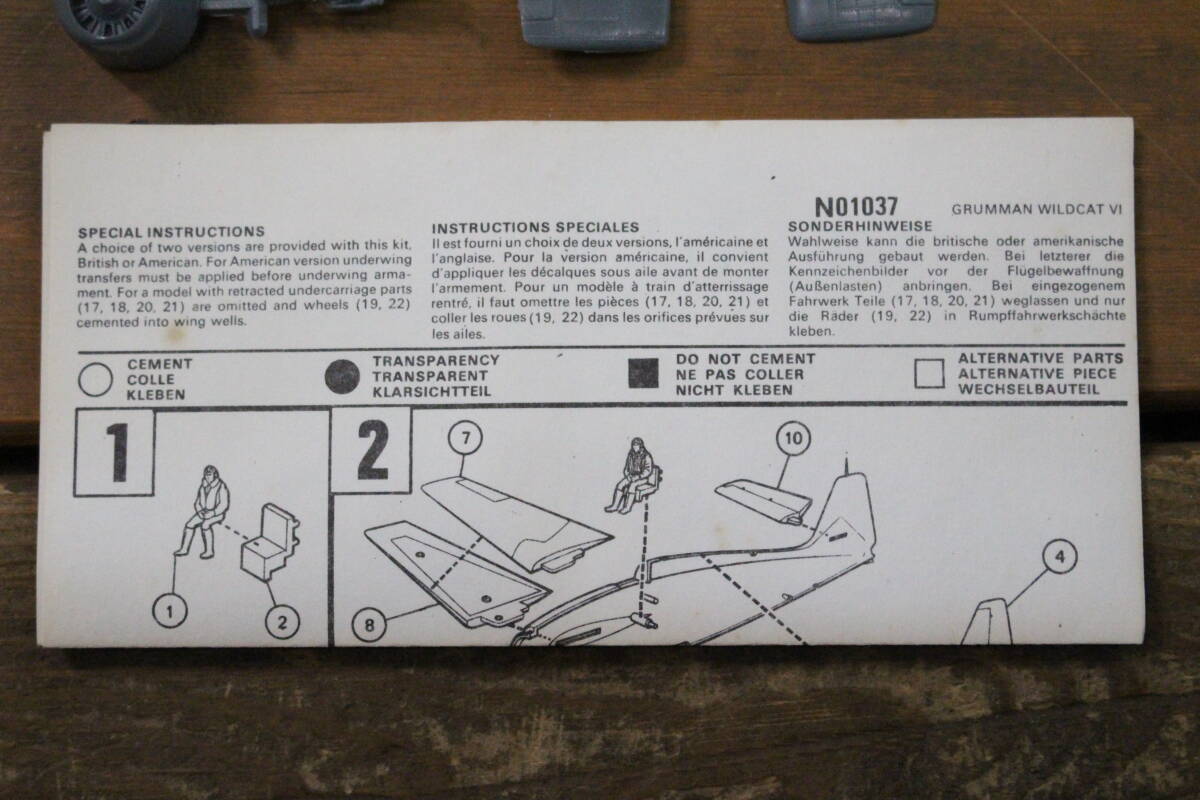 N01037 GRUMMAN WILDCAT VI
SPECIAL INSTRUCTIONS
A choice of two versions are provided with this kit,
British or American. For American version underwing
transfers must be applied before underwing arma-
ment. For a model with retracted undercarriage parts
(17, 18, 20, 21) are omitted and wheels (19, 22)
cemented into wing wells.
INSTRUCTIONS SPECIALES
Il est fourni un choix de deux versions, l'américaine et
l'anglaise. Pour la version américaine, il convient
d'appliquer les décalques sous aile avant de monter
l'armement. Pour un modèle à train d'atterrissage
rentré, il faut omettre les pièces (17, 18, 20, 21) et
coller les roues (19, 22) dans les orifices prévues sur
les ailes.
SONDERHINWEISE
Wahlweise kann die britische oder amerikanische
Ausführung gebaut werden. Bei letzterer die
Kennzeichenbilder vor der Flügelbewaffnung
(Außenlasten) anbringen. Bei eingezogenem
Fahrwerk Teile (17, 18, 20, 21) weglassen und nur
die Räder (19, 22) in Rumpffahrwerkschächte
kleben.
CEMENT
COLLE
KLEBEN
TRANSPARENCY
TRANSPARENT
KLARSICHTTEIL
DO NOT CEMENT
NE PAS COLLER
NICHT KLEBEN
ALTERNATIVE PARTS
ALTERNATIVE PIECE
WECHSELBAUTEIL
1
1
2
2
7
8
10
4